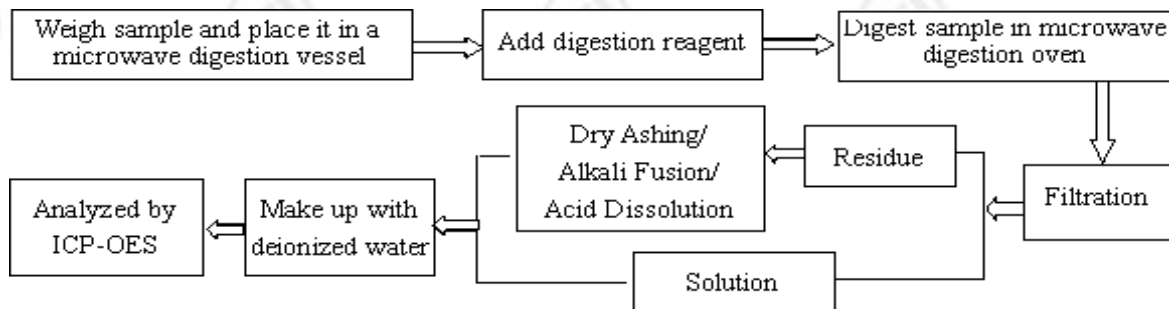 Weigh sample and place it in a
microwave digestion vessel
Add digestion reagent
Digest sample in microwave
digestion oven
Filtration
Residue
Dry Ashing/
Alkali Fusion/
Acid Dissolution
Solution
Make up with
deionized water
Analyzed by
ICP-OES